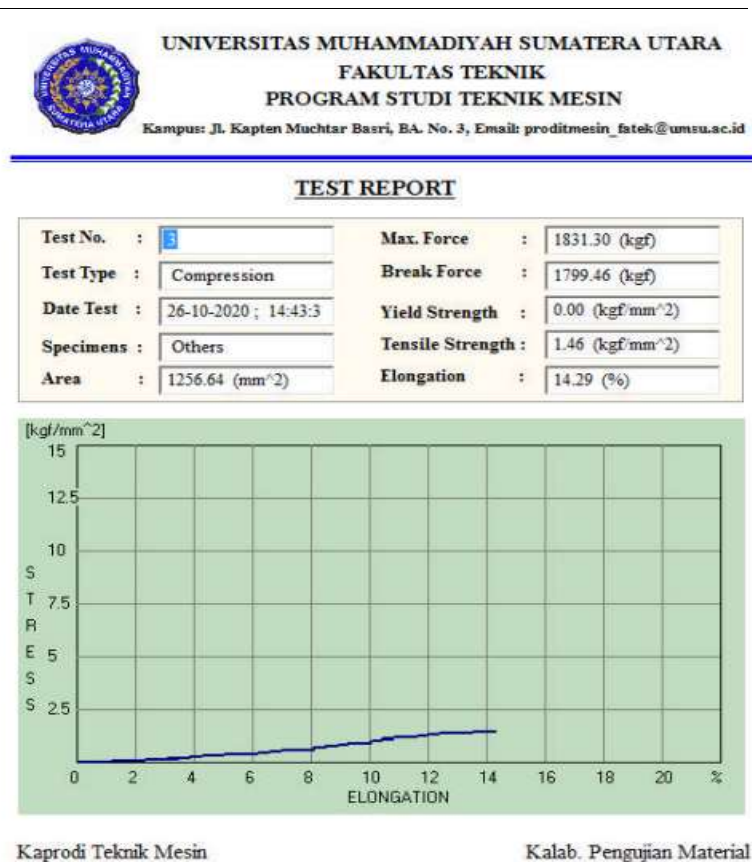 UNIVERSITAS MUHAMMADIYAH SUMATERA UTARA
FAKULTAS TEKNIK
PROGRAM STUDI TEKNIK MESIN
Kampus: Jl. Kapten Muchtar Basri, BA. No. 3, Email: proditmesin_fatek@umsu.ac.id
TEST REPORT
Test No. : 3
Test Type : Compression
Date Test : 26-10-2020 ; 14:43:3
Specimens : Others
Area : 1256.64 (mm^2)
Max. Force : 1831.30 (kgf)
Break Force : 1799.46 (kgf)
Yield Strength : 0.00 (kgf/mm^2)
Tensile Strength : 1.46 (kgf/mm^2)
Elongation : 14.29 (%)
[kgf/mm^2]
15
12.5
10
7.5
5
2.5
STRESS
0 2 4 6 8 10 12 14 16 18 20 %
ELONGATION
Kaprodi Teknik Mesin
Kalab. Pengujian Material